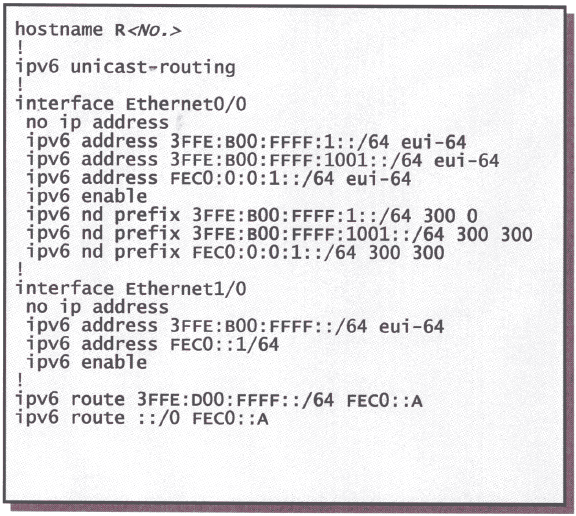 hostname R<No.>
!
ipv6 unicast-routing
!
interface Ethernet0/0
no ip address
ipv6 address 3FFE:B00:FFFF:1::/64 eui-64
ipv6 address 3FFE:B00:FFFF:1001::/64 eui-64
ipv6 address FEC0:0:0:1::/64 eui-64
ipv6 enable
ipv6 nd prefix 3FFE:B00:FFFF:1::/64 300 0
ipv6 nd prefix 3FFE:B00:FFFF:1001::/64 300 300
ipv6 nd prefix FEC0:0:0:1::/64 300 300
!
interface Ethernet1/0
no ip address
ipv6 address 3FFE:B00:FFFF::/64 eui-64
ipv6 address FEC0::1/64
ipv6 enable
!
ipv6 route 3FFE:D00:FFFF::/64 FEC0::A
ipv6 route ::/0 FEC0::A